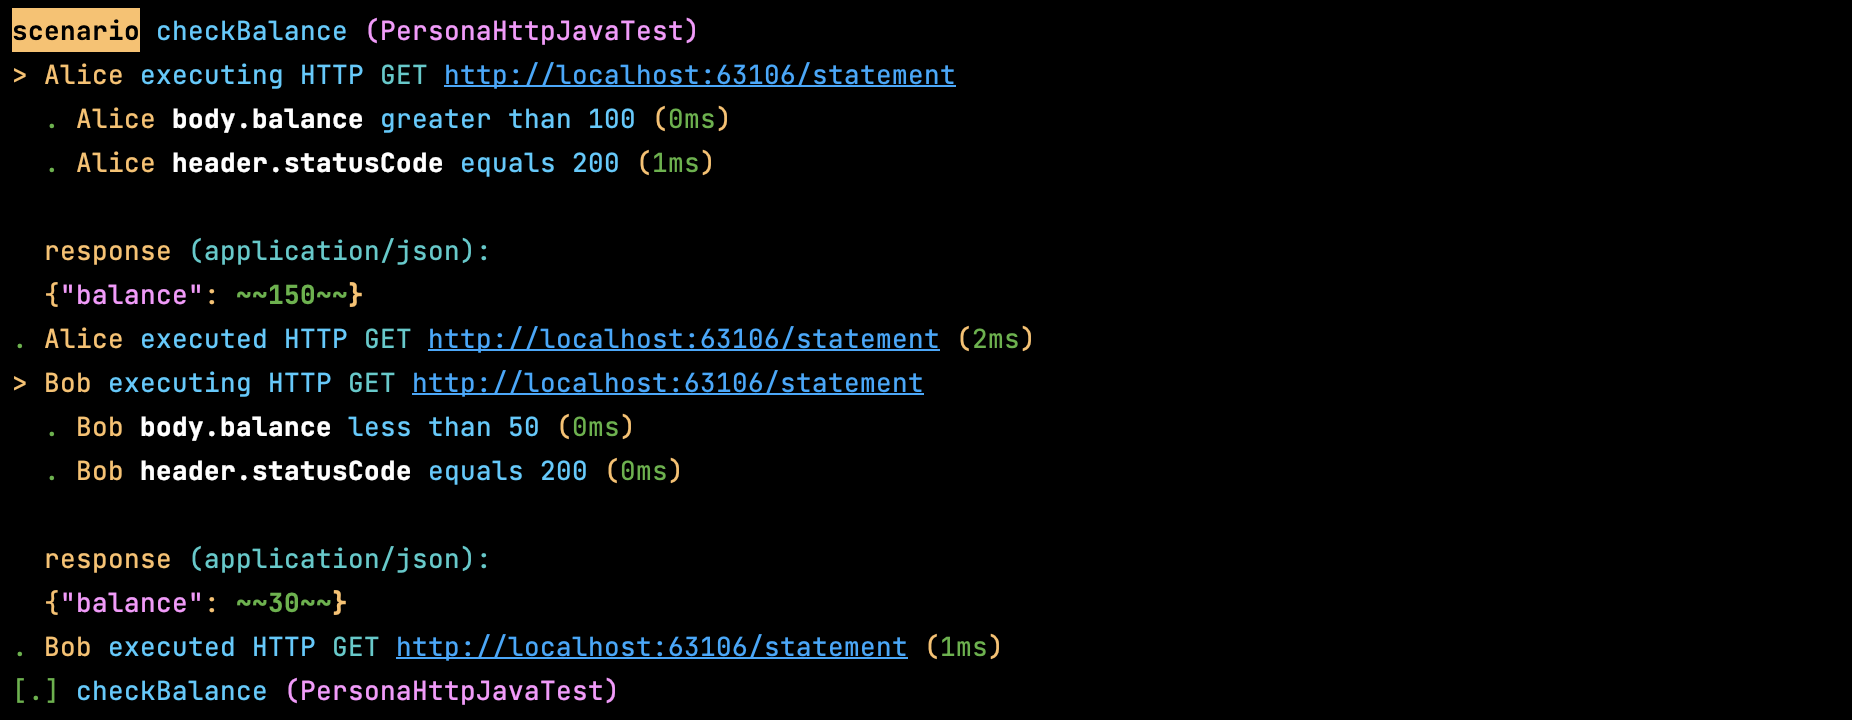 scenario checkBalance (PersonaHttpJavaTest)
> Alice executing HTTP GET http://localhost:63106/statement
  . Alice body.balance greater than 100 (0ms)
  . Alice header.statusCode equals 200 (1ms)

  response (application/json):
  {"balance": ~~150~~}
. Alice executed HTTP GET http://localhost:63106/statement (2ms)
> Bob executing HTTP GET http://localhost:63106/statement
  . Bob body.balance less than 50 (0ms)
  . Bob header.statusCode equals 200 (0ms)

  response (application/json):
  {"balance": ~~30~~}
. Bob executed HTTP GET http://localhost:63106/statement (1ms)
[.] checkBalance (PersonaHttpJavaTest)